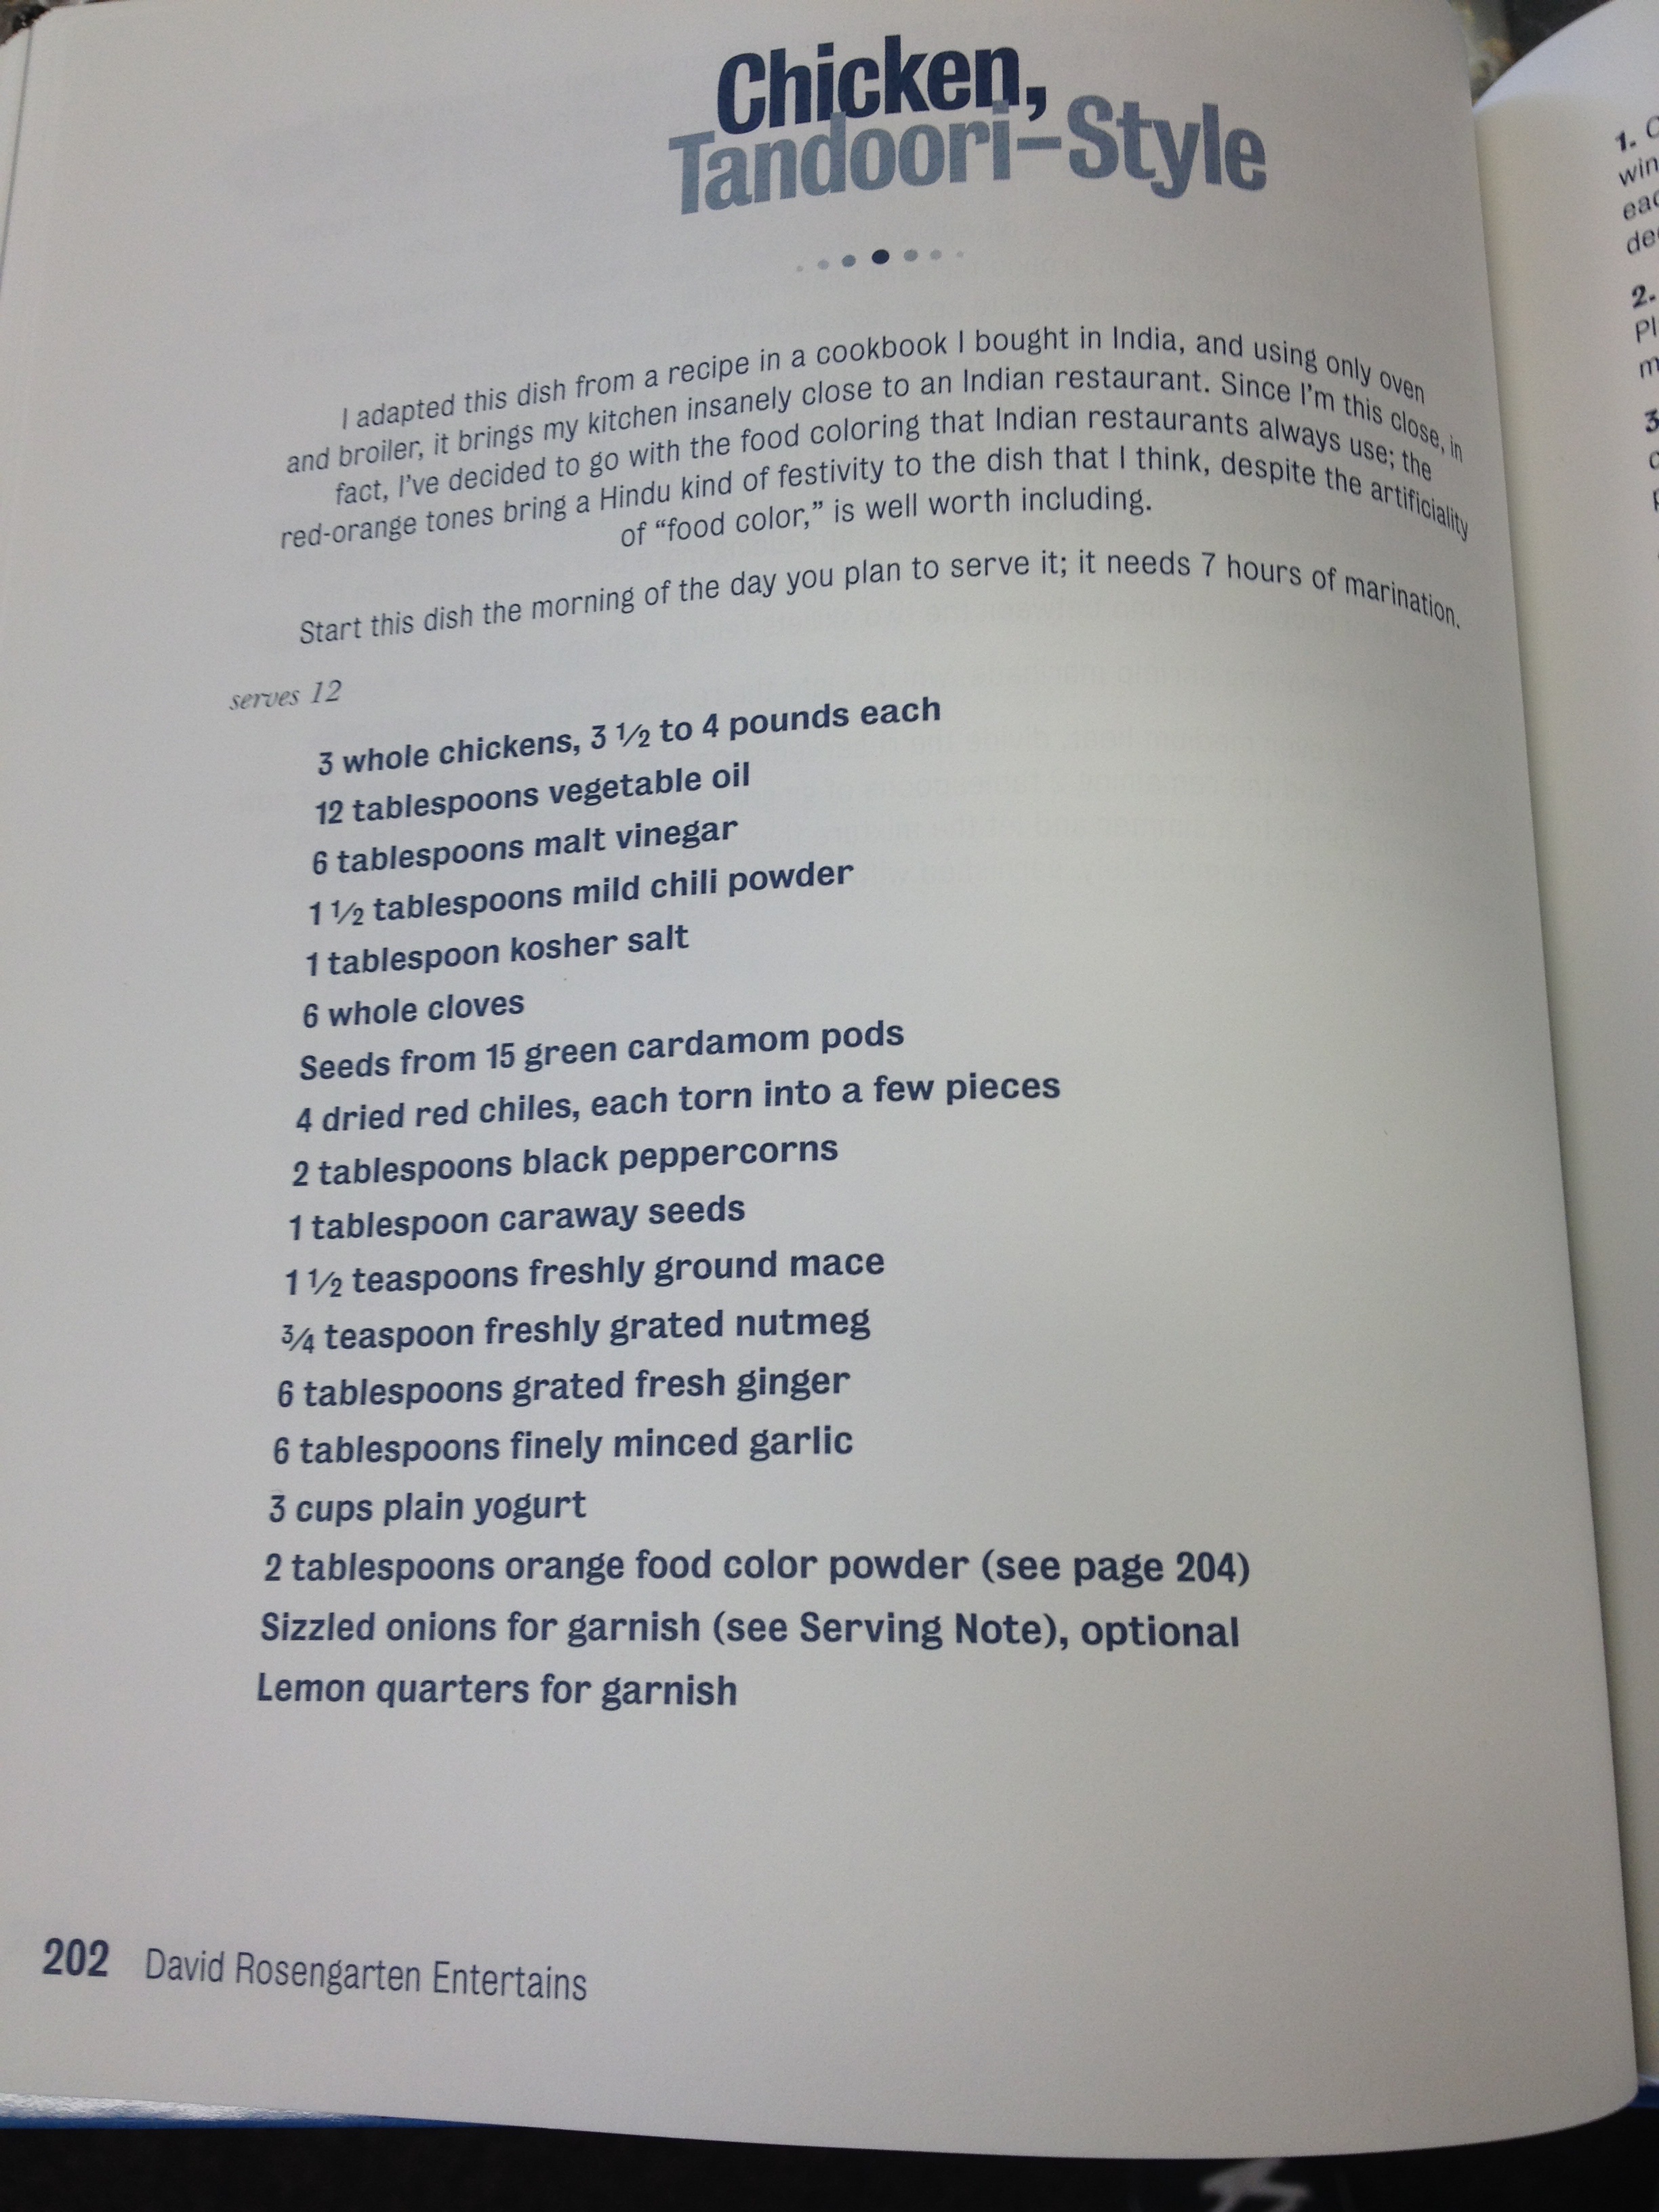 Chicken,
Tandoori–Style
I adapted this dish from a recipe in a cookbook I bought in India, and using only oven
and broiler, it brings my kitchen insanely close to an Indian restaurant. Since I'm this close, in
fact, I've decided to go with the food coloring that Indian restaurants always use; the
red-orange tones bring a Hindu kind of festivity to the dish that I think, despite the artificiality
of “food color,” is well worth including.
Start this dish the morning of the day you plan to serve it; it needs 7 hours of marination.
serves 12
3 whole chickens, 3 1/2 to 4 pounds each
12 tablespoons vegetable oil
6 tablespoons malt vinegar
1 1/2 tablespoons mild chili powder
1 tablespoon kosher salt
6 whole cloves
Seeds from 15 green cardamom pods
4 dried red chiles, each torn into a few pieces
2 tablespoons black peppercorns
1 tablespoon caraway seeds
1 1/2 teaspoons freshly ground mace
3/4 teaspoon freshly grated nutmeg
6 tablespoons grated fresh ginger
6 tablespoons finely minced garlic
3 cups plain yogurt
2 tablespoons orange food color powder (see page 204)
Sizzled onions for garnish (see Serving Note), optional
Lemon quarters for garnish
202 David Rosengarten Entertains
1.
2.
3